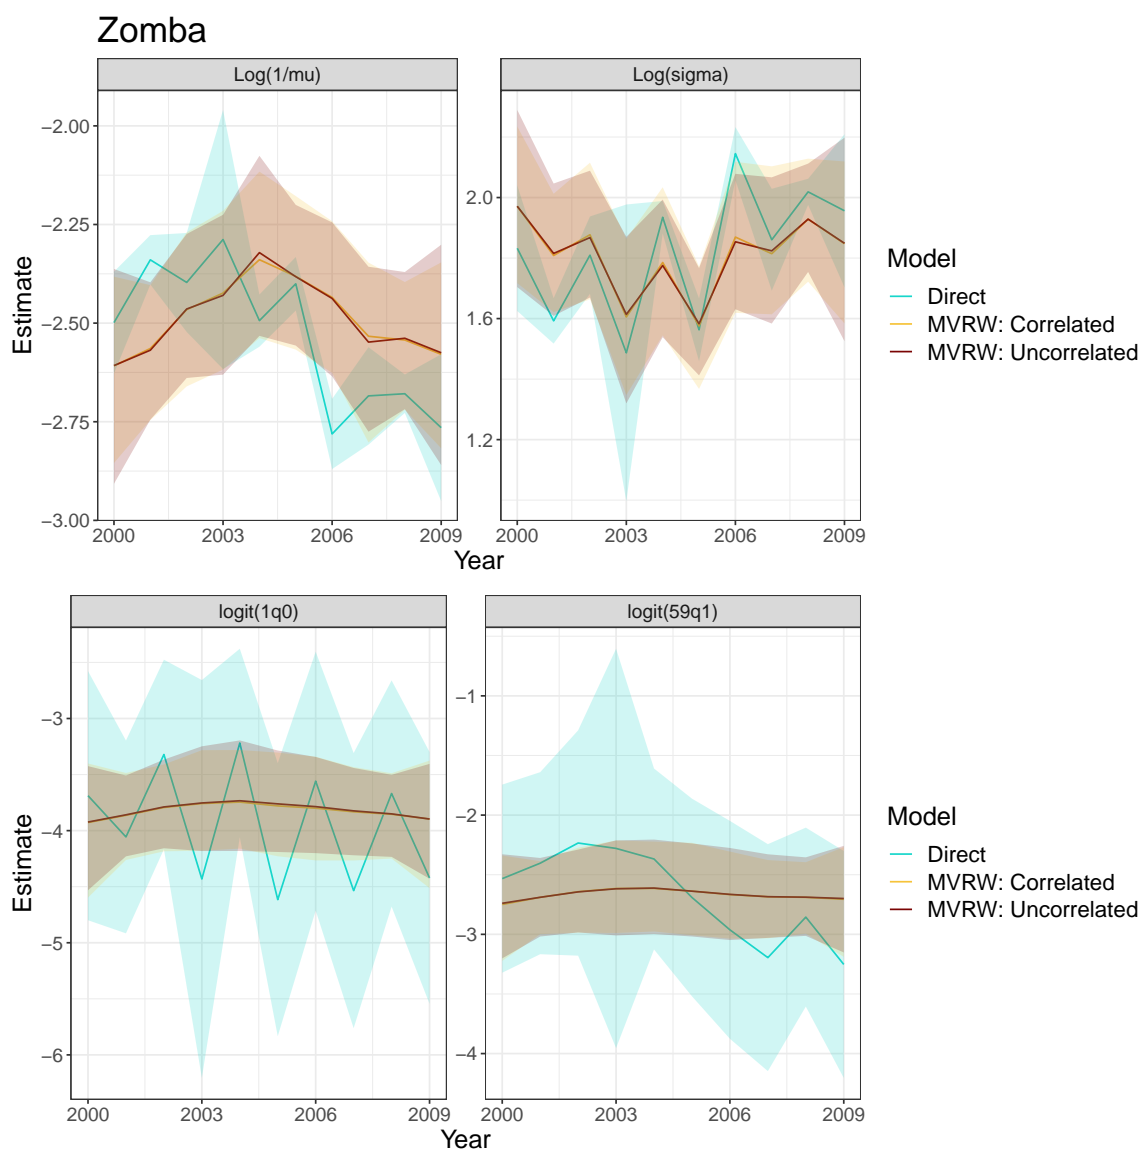 Zomba
Log(1/mu)
Log(sigma)
−2.00
−2.25
−2.50
−2.75
−3.00
2.0
1.6
1.2
Estimate
2000
2003
2006
2009
2000
2003
2006
2009
Year
Model
Direct
MVRW: Correlated
MVRW: Uncorrelated
logit(1q0)
logit(59q1)
−3
−4
−5
−6
−1
−2
−3
−4
Estimate
2000
2003
2006
2009
2000
2003
2006
2009
Year
Model
Direct
MVRW: Correlated
MVRW: Uncorrelated